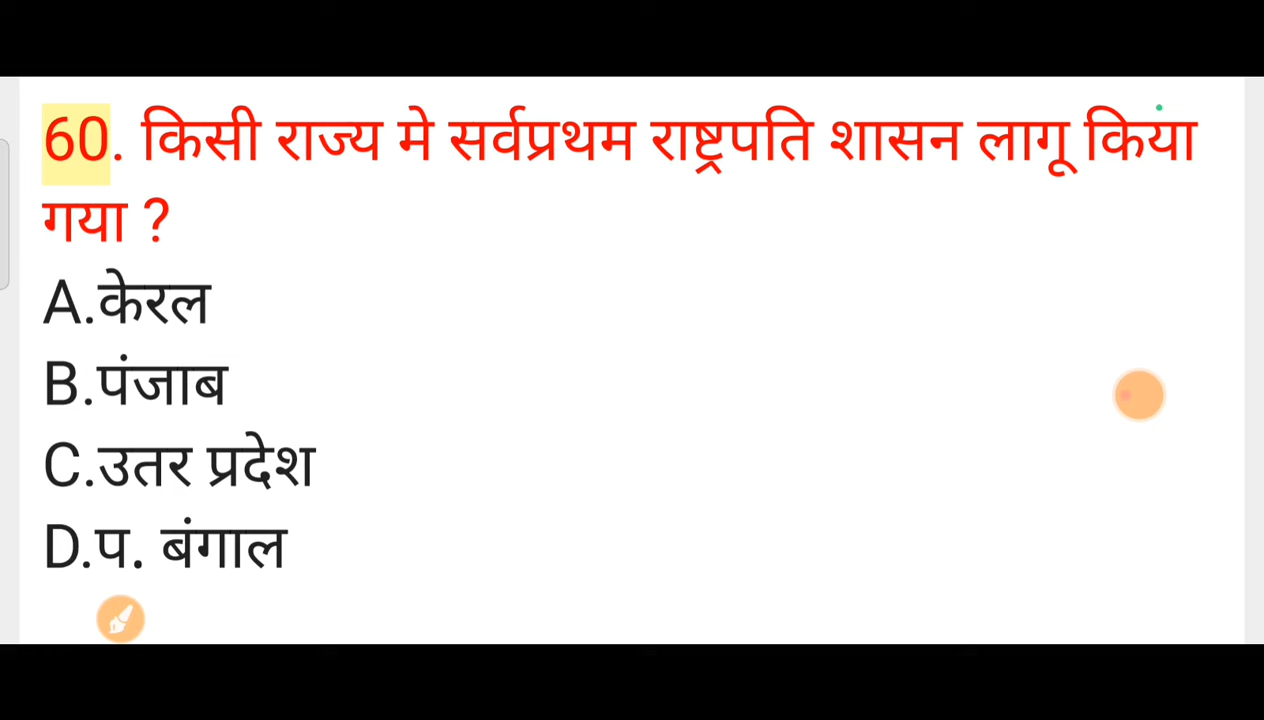 60. किसी राज्य मे सर्वप्रथम राष्ट्रपति शासन लागू किया
गया ?
A.केरल
B.पंजाब
C.उतर प्रदेश
D.प. बंगाल